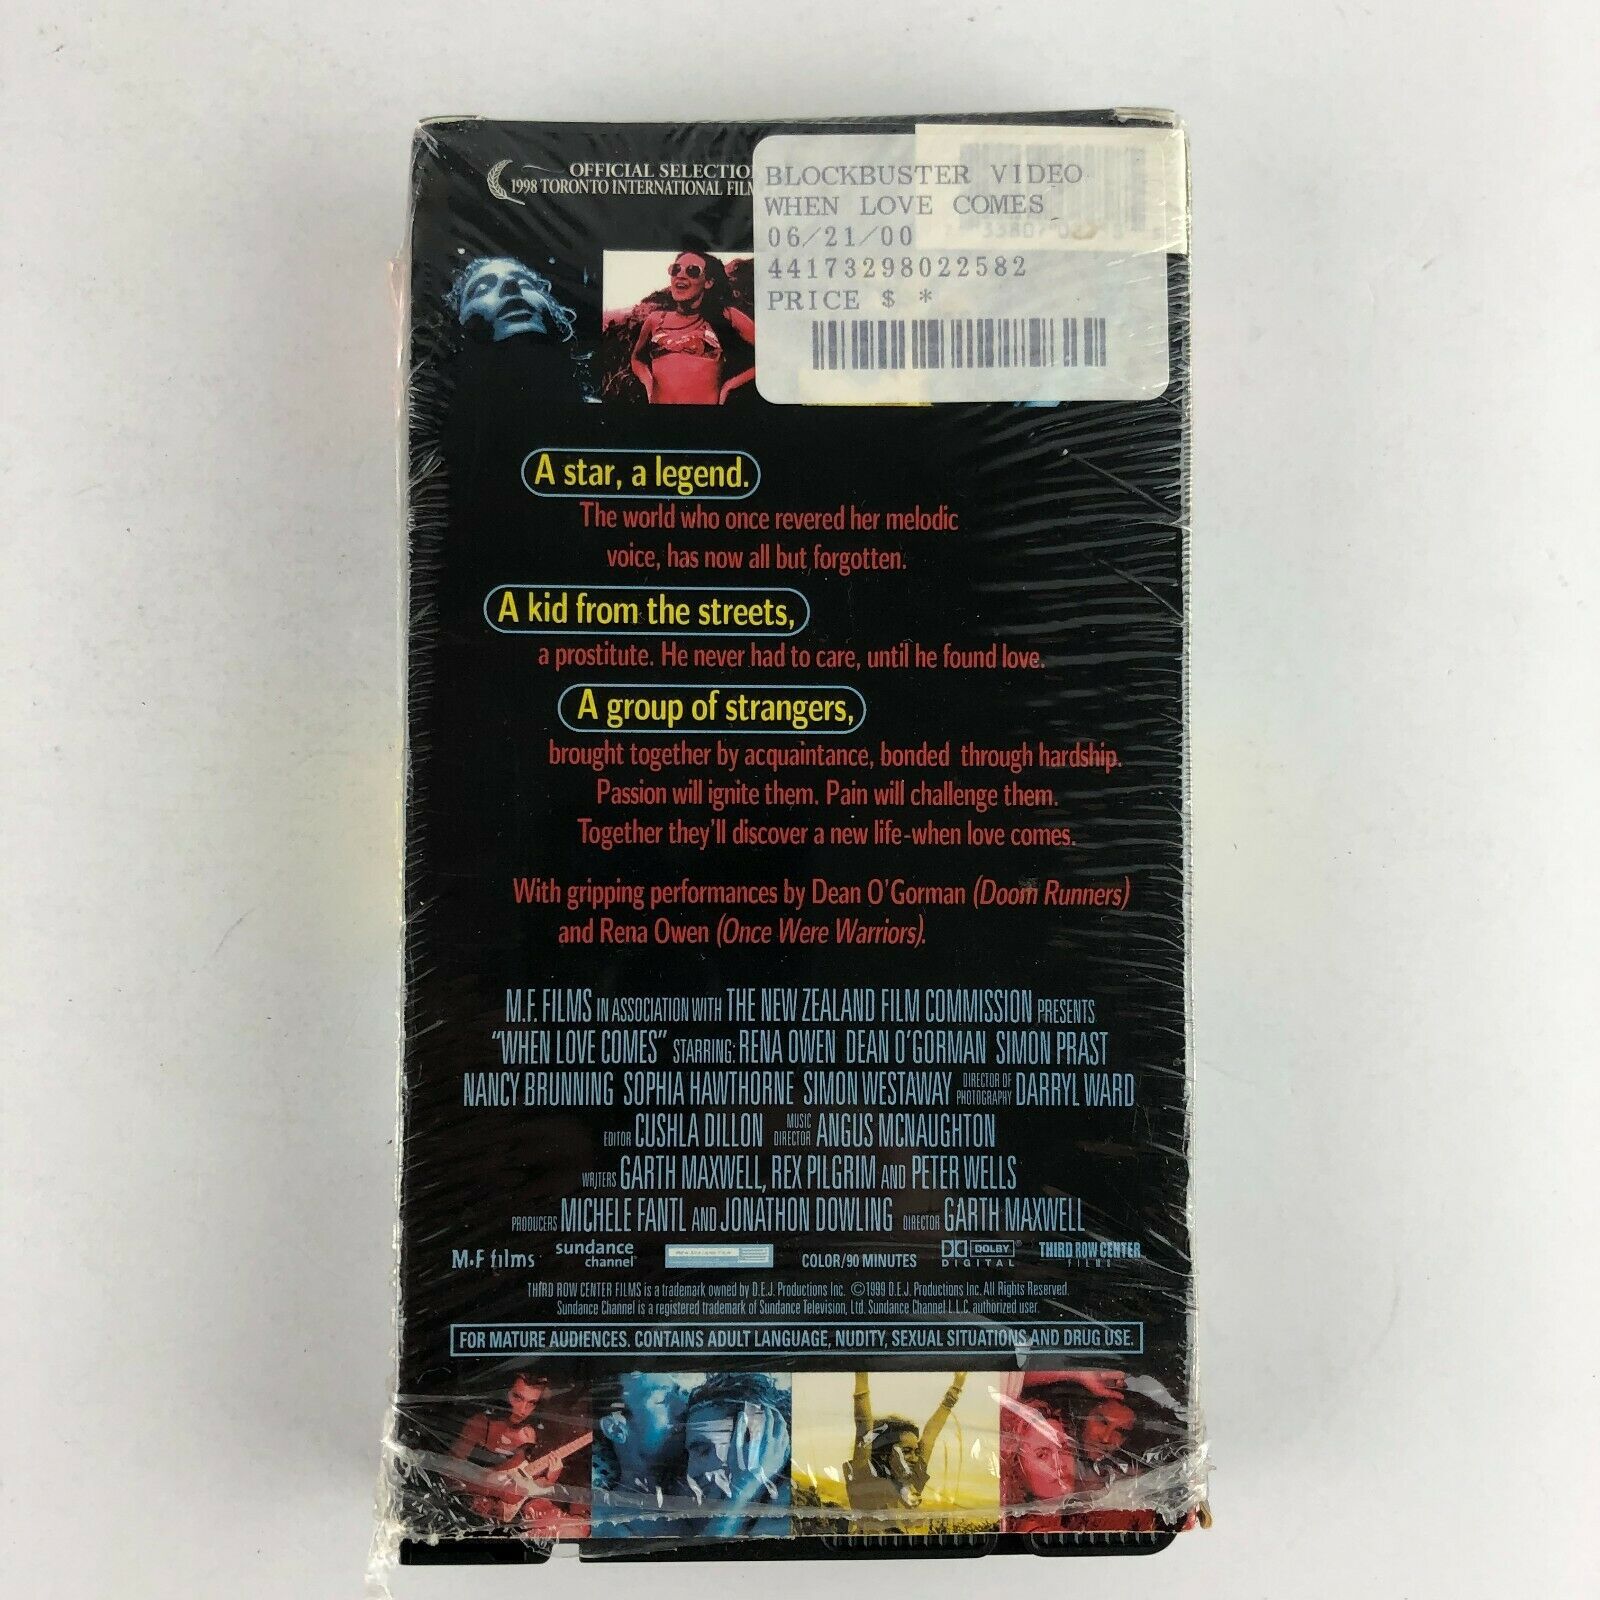 OFFICIAL SELECTIO
1998 TORONTO INTERNATIONAL FILM
BLOCKBUSTER VIDEO
WHEN LOVE COMES
06/21/00
44173298022582
PRICE $ *
A star, a legend.
The world who once revered her melodic
voice, has now all but forgotten.
A kid from the streets,
a prostitute. He never had to care, until he found love.
A group of strangers,
brought together by acquaintance, bonded through hardship.
Passion will ignite them. Pain will challenge them.
Together they'll discover a new life-when love comes.
With gripping performances by Dean O'Gorman (Doom Runners)
and Rena Owen (Once Were Warriors).
M.F. FILMS IN ASSOCIATION WITH THE NEW ZEALAND FILM COMMISSION PRESENTS
"WHEN LOVE COMES" STARRING: RENA OWEN DEAN O'GORMAN SIMON PRAST
NANCY BRUNNING SOPHIA HAWTHORNE SIMON WESTAWAY DIRECTOR OF PHOTOGRAPHY DARRYL WARD
EDITOR CUSHLA DILLON MUSIC DIRECTOR ANGUS MCNAUGHTON
WRITERS GARTH MAXWELL, REX PILGRIM AND PETER WELLS
PRODUCERS MICHELE FANTL AND JONATHON DOWLING DIRECTOR GARTH MAXWELL
M·F films sundance channel COLOR/90 MINUTES DOLBY DIGITAL THIRD ROW CENTER FILMS
THIRD ROW CENTER FILMS is a trademark owned by D.E.J. Productions Inc. ©1999 D.E.J. Productions Inc. All Rights Reserved.
Sundance Channel is a registered trademark of Sundance Television, Ltd. Sundance Channel L.L.C. authorized user.
FOR MATURE AUDIENCES. CONTAINS ADULT LANGUAGE, NUDITY, SEXUAL SITUATIONS AND DRUG USE.